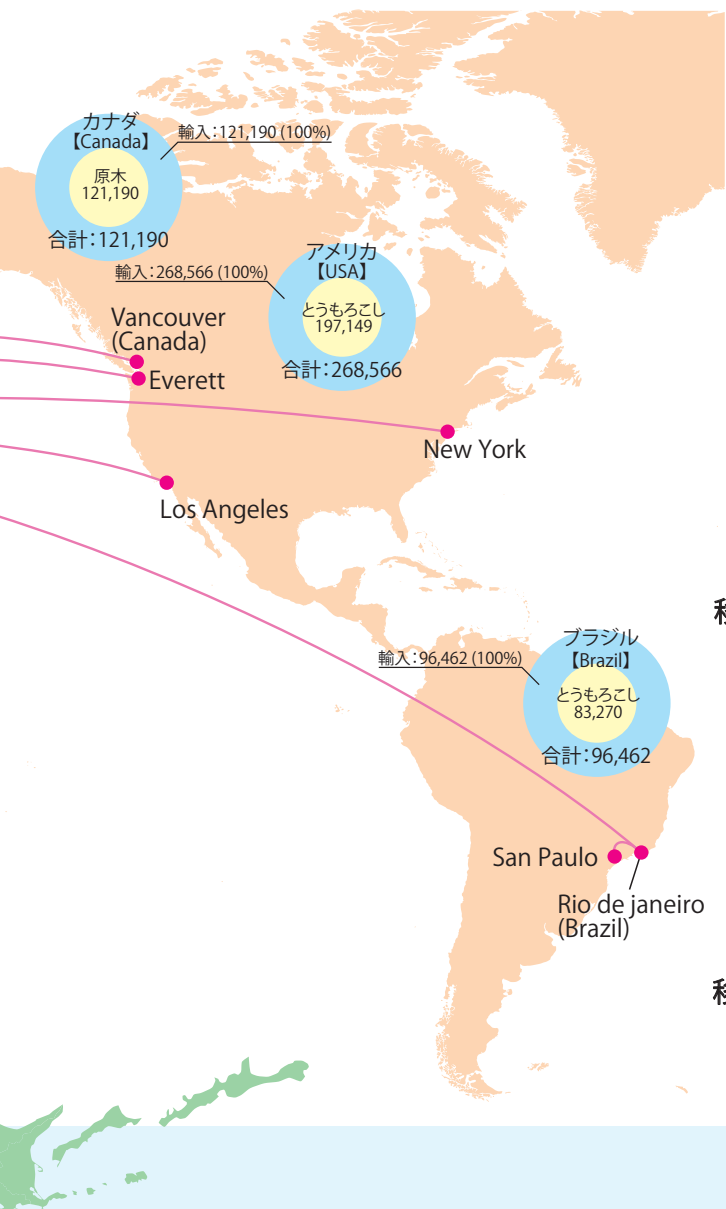 カナダ
【Canada】
輸入：121,190 (100%)
原木
121,190
合計：121,190
アメリカ
【USA】
輸入：268,566 (100%)
とうもろこし
197,149
合計：268,566
Vancouver
(Canada)
Everett
New York
Los Angeles
ブラジル
【Brazil】
輸入：96,462 (100%)
とうもろこし
83,270
合計：96,462
San Paulo
Rio de janeiro
(Brazil)